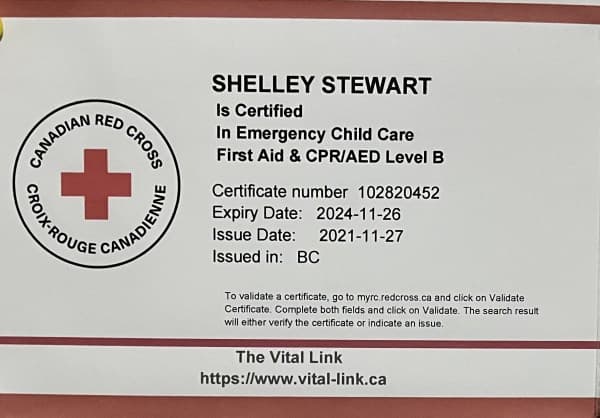 CANADIAN RED CROSS
CROIX-ROUGE CANADIENNE
SHELLEY STEWART
Is Certified
In Emergency Child Care
First Aid & CPR/AED Level B
Certificate number 102820452
Expiry Date: 2024-11-26
Issue Date: 2021-11-27
Issued in: BC
To validate a certificate, go to myrc.redcross.ca and click on Validate
Certificate. Complete both fields and click on Validate. The search result
will either verify the certificate or indicate an issue.
The Vital Link
https://www.vital-link.ca